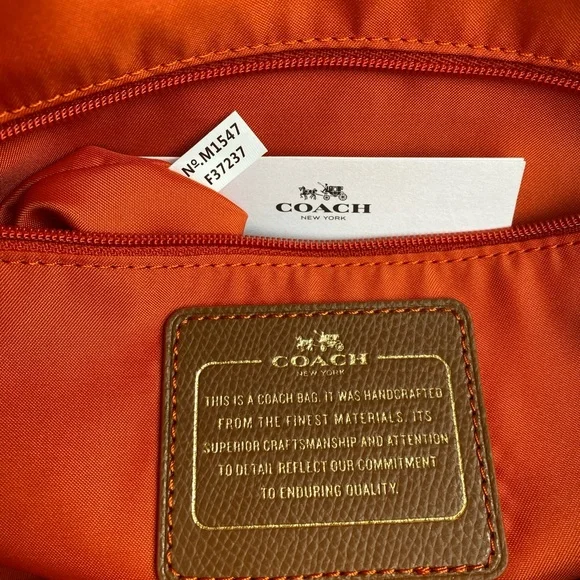 Nº.M1547
F37237
COACH
NEW YORK
COACH
NEW YORK
THIS IS A COACH BAG. IT WAS HANDCRAFTED
FROM THE FINEST MATERIALS. ITS
SUPERIOR CRAFTSMANSHIP AND ATTENTION
TO DETAIL REFLECT OUR COMMITMENT
TO ENDURING QUALITY.